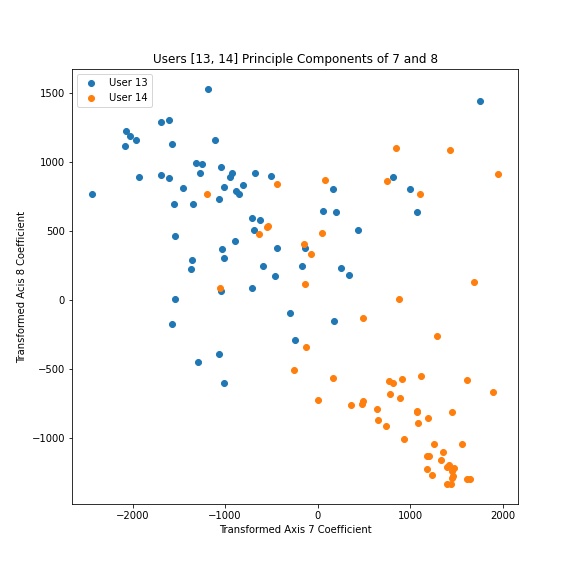 Users [13, 14] Principle Components of 7 and 8
User 13
User 14
Transformed Acis 8 Coefficient
1500
1000
500
0
−500
−1000
−2000
−1000
0
1000
2000
Transformed Axis 7 Coefficient